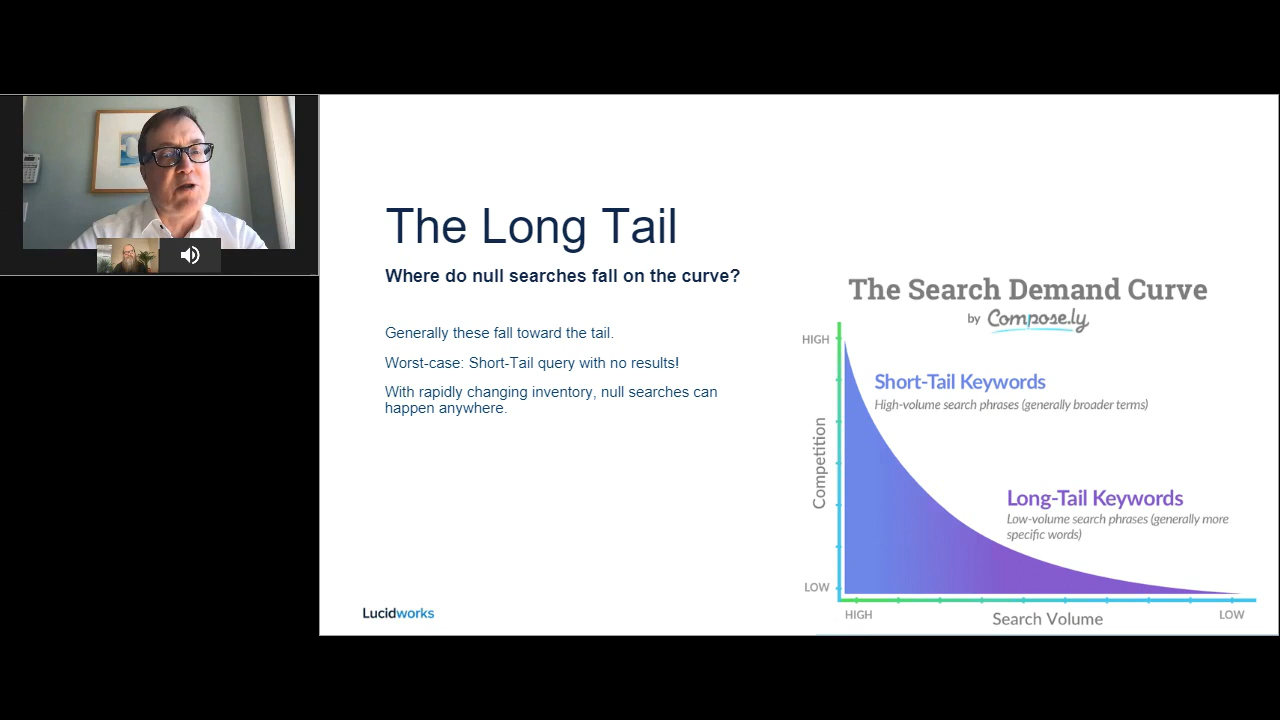 The Long Tail
Where do null searches fall on the curve?
Generally these fall toward the tail.
Worst-case: Short-Tail query with no results!
With rapidly changing inventory, null searches can
happen anywhere.
Lucidworks
The Search Demand Curve
by Compose.ly
HIGH
Short-Tail Keywords
High-volume search phrases (generally broader terms)
Competition
Long-Tail Keywords
Low-volume search phrases (generally more
specific words)
LOW
HIGH
Search Volume
LOW